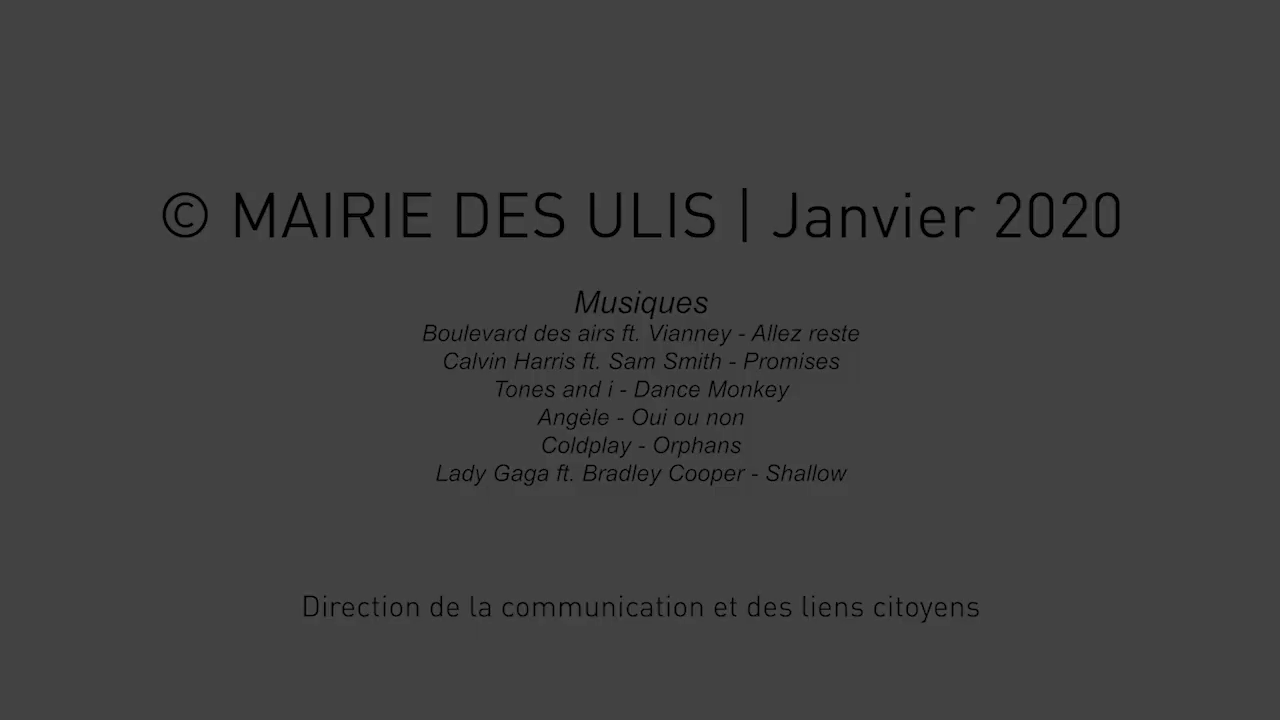 © MAIRIE DES ULIS | Janvier 2020
Musiques
Boulevard des airs ft. Vianney - Allez reste
Calvin Harris ft. Sam Smith - Promises
Tones and i - Dance Monkey
Angèle - Oui ou non
Coldplay - Orphans
Lady Gaga ft. Bradley Cooper - Shallow
Direction de la communication et des liens citoyens